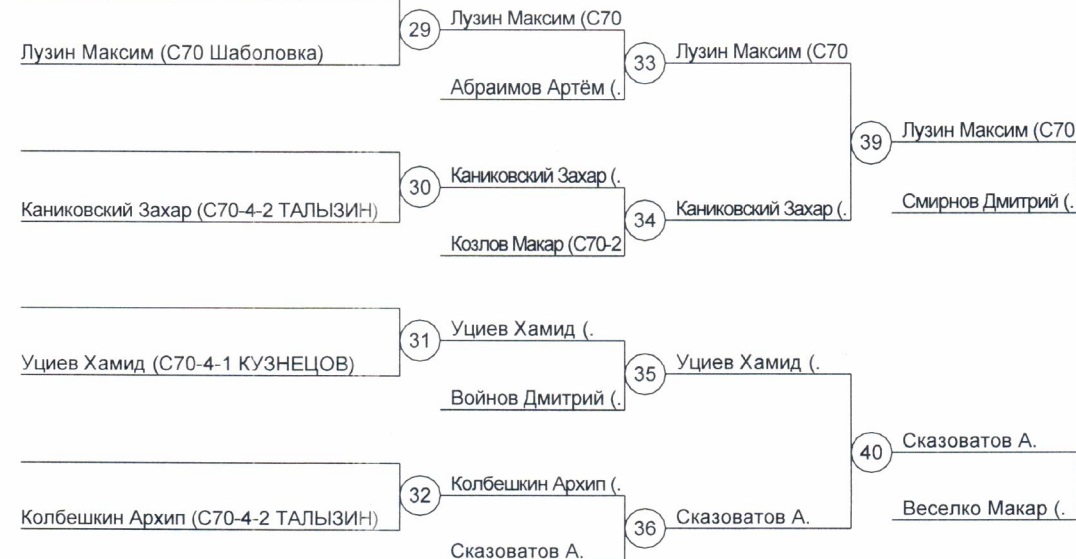 Лузин Максим (С70 Шаболовка)
29
Лузин Максим (С70
Абраимов Артём (.
33
Лузин Максим (С70
39
Лузин Максим (С70
Смирнов Дмитрий (.
Каниковский Захар (С70-4-2 ТАЛЫЗИН)
30
Каниковский Захар (.
Козлов Макар (С70-2
34
Каниковский Захар (.
Уциев Хамид (С70-4-1 КУЗНЕЦОВ)
31
Уциев Хамид (.
Войнов Дмитрий (.
35
Уциев Хамид (.
40
Сказоватов А.
Веселко Макар (.
Колбешкин Архип (С70-4-2 ТАЛЫЗИН)
32
Колбешкин Архип (.
Сказоватов А.
36
Сказоватов А.